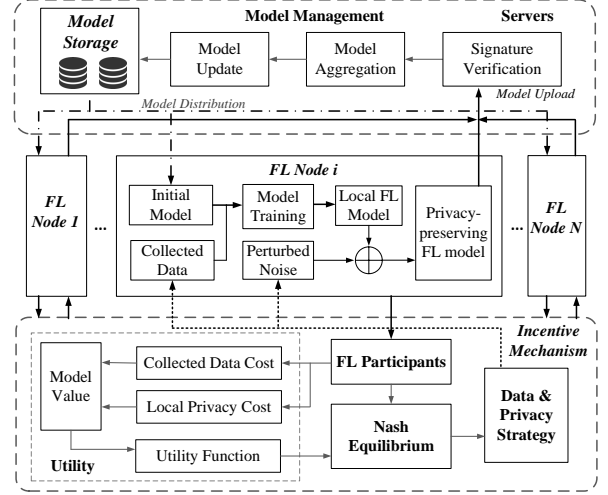 Model Management
Servers
Model
Storage
Model
Update
Model
Aggregation
Signature
Verification
Model Distribution
Model Upload
FL
Node 1
...
FL Node i
Initial
Model
Model
Training
Local FL
Model
Privacy-
preserving
FL model
Collected
Data
Perturbed
Noise
...
FL
Node N
Incentive
Mechanism
Model
Value
Collected Data Cost
Local Privacy Cost
Utility Function
Utility
FL Participants
Nash
Equilibrium
Data &
Privacy
Strategy